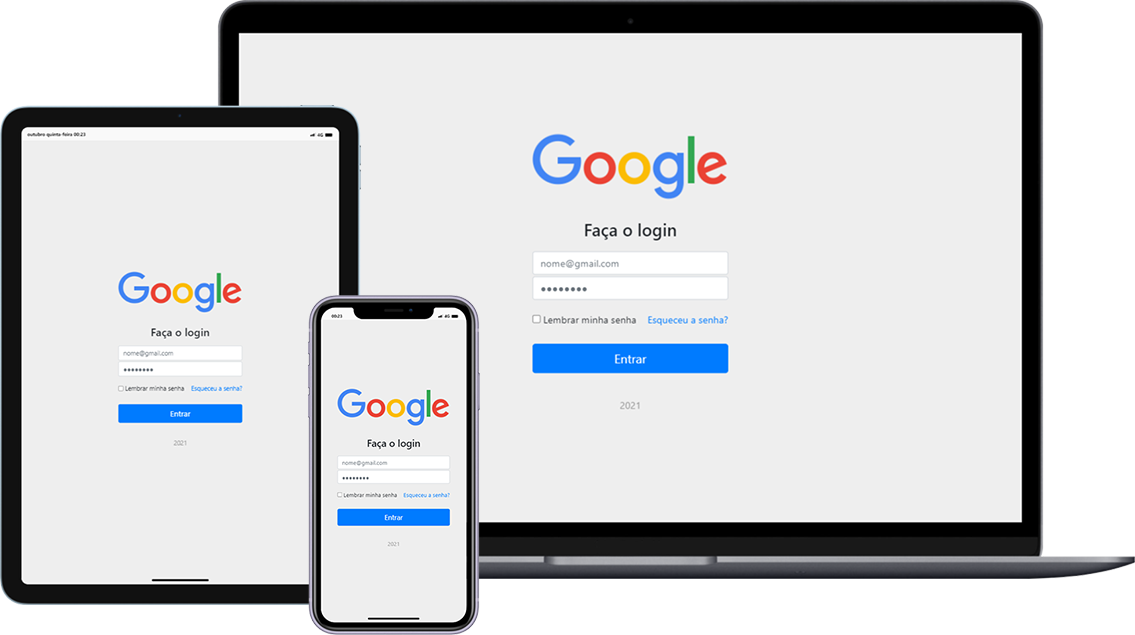 Google
Faça o login
nome@gmail.com
••••••••
Lembrar minha senha Esqueceu a senha?
Entrar
2021
outubro quinta-feira 00:23 4G
Google
Faça o login
nome@gmail.com
••••••••
Lembrar minha senha Esqueceu a senha?
Entrar
2021
00:23 4G
Google
Faça o login
nome@gmail.com
••••••••
Lembrar minha senha Esqueceu a senha?
Entrar
2021